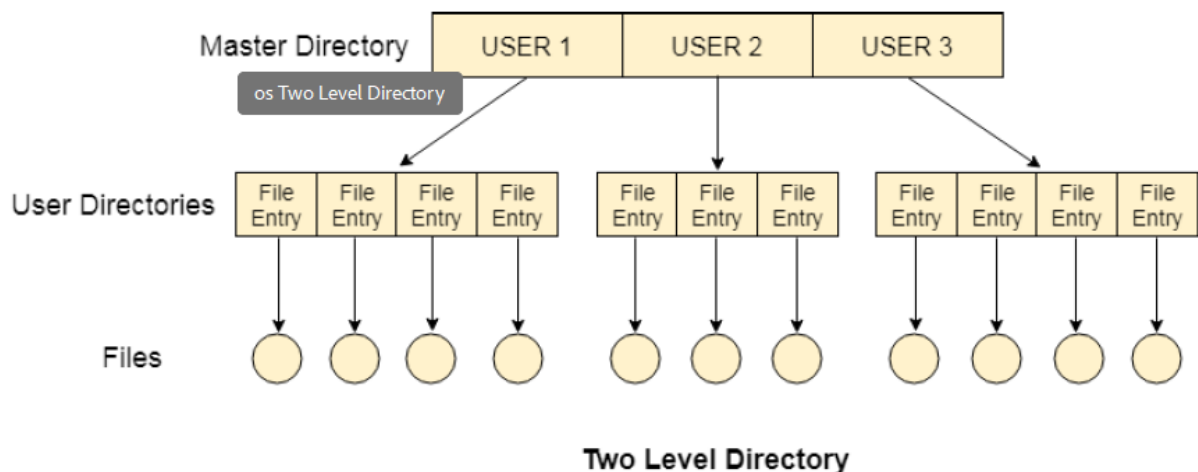 Master Directory
USER 1
USER 2
USER 3
os Two Level Directory
User Directories
File
Entry
File
Entry
File
Entry
File
Entry
File
Entry
File
Entry
File
Entry
File
Entry
File
Entry
File
Entry
File
Entry
Files
Two Level Directory